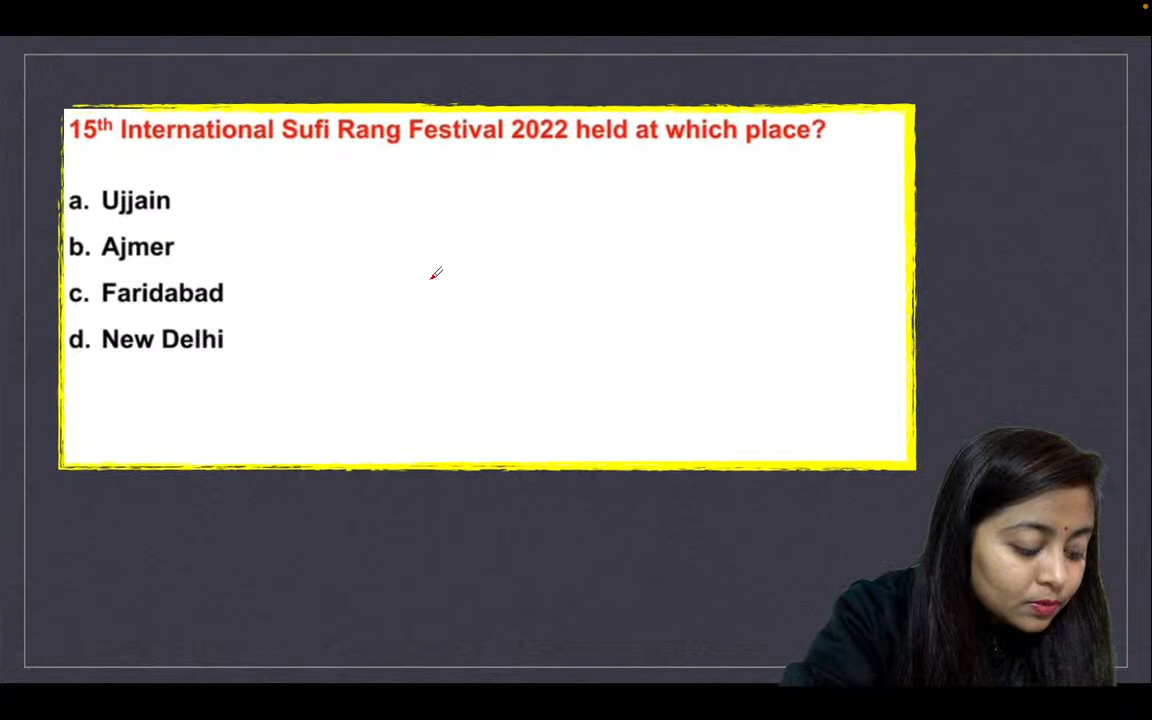 15th International Sufi Rang Festival 2022 held at which place?
a. Ujjain
b. Ajmer
c. Faridabad
d. New Delhi